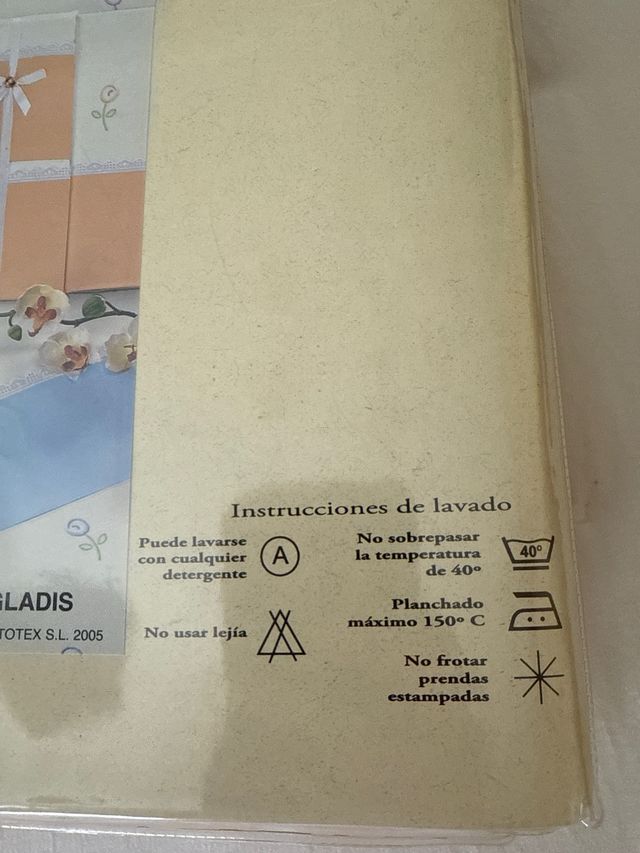 Instrucciones de lavado
Puede lavarse
con cualquier
detergente
A
No usar lejía
No sobrepasar
la temperatura
de 40º
40º
Planchado
máximo 150º C
No frotar
prendas
estampadas
GLADIS
TOTEX S.L. 2005